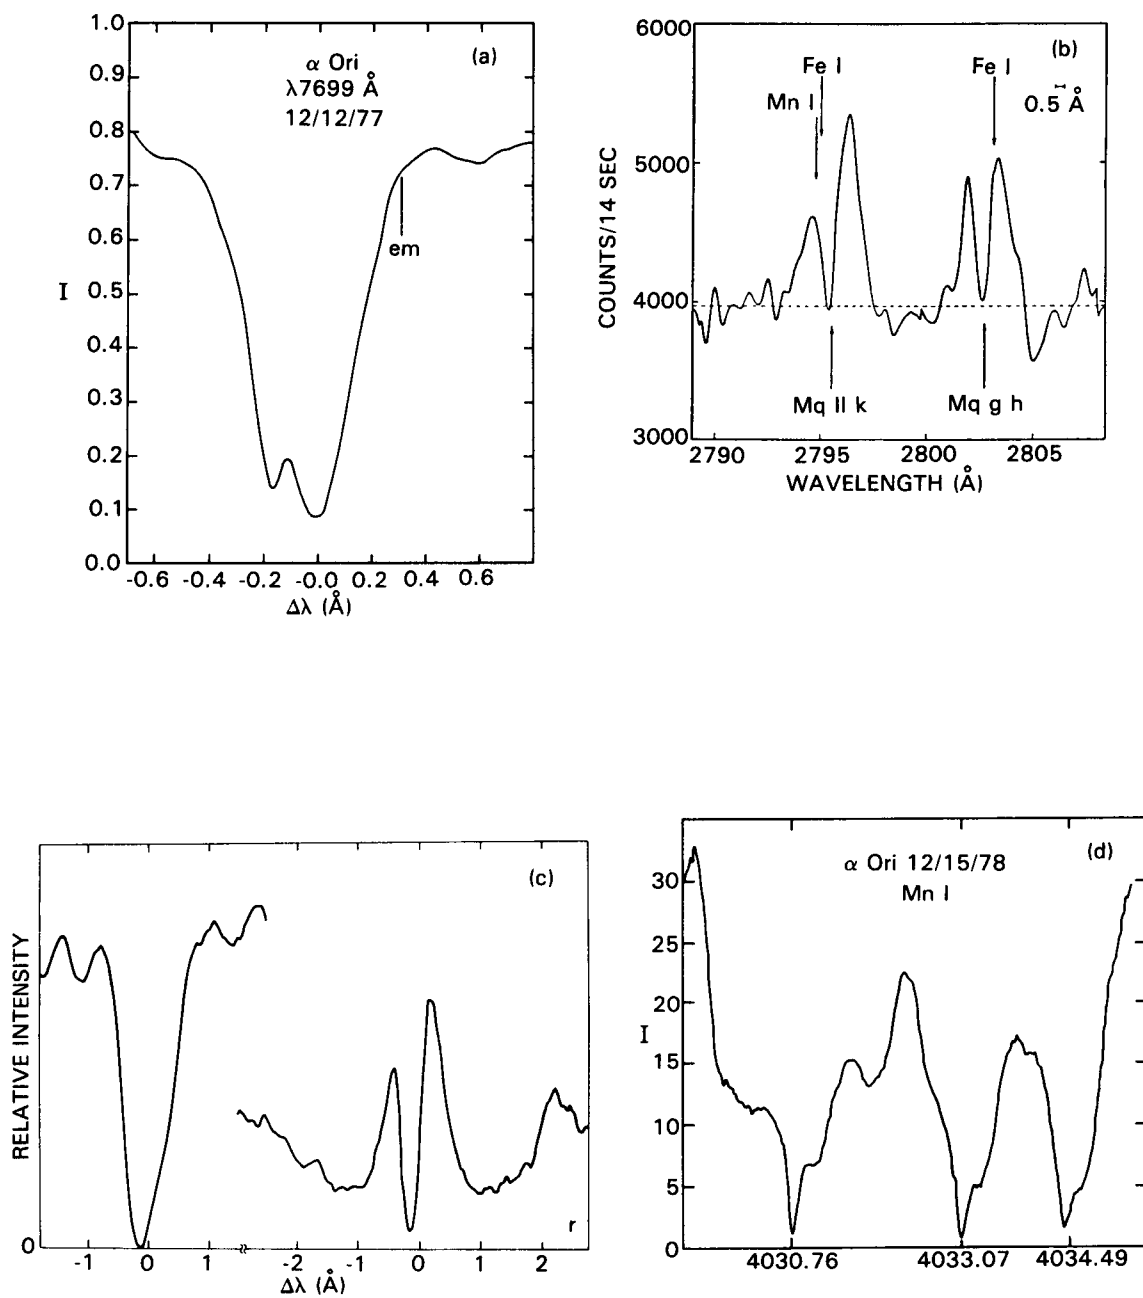 (a)
α Ori
λ7699 Å
12/12/77
1.0
0.9
0.8
0.7
0.6
0.5
0.4
0.3
0.2
0.1
0.0
I
em
-0.6 -0.4 -0.2 -0.0 0.2 0.4 0.6
Δλ (Å)
(b)
6000
5000
4000
3000
COUNTS/14 SEC
Fe I
Mn I
Fe I
0.5 Å
Mq II k
Mq g h
2790 2795 2800 2805
WAVELENGTH (Å)
(c)
RELATIVE INTENSITY
0
r
-1 0 1 -2 -1 0 1 2
Δλ (Å)
(d)
α Ori 12/15/78
Mn I
30
25
20
15
10
5
0
I
4030.76 4033.07 4034.49